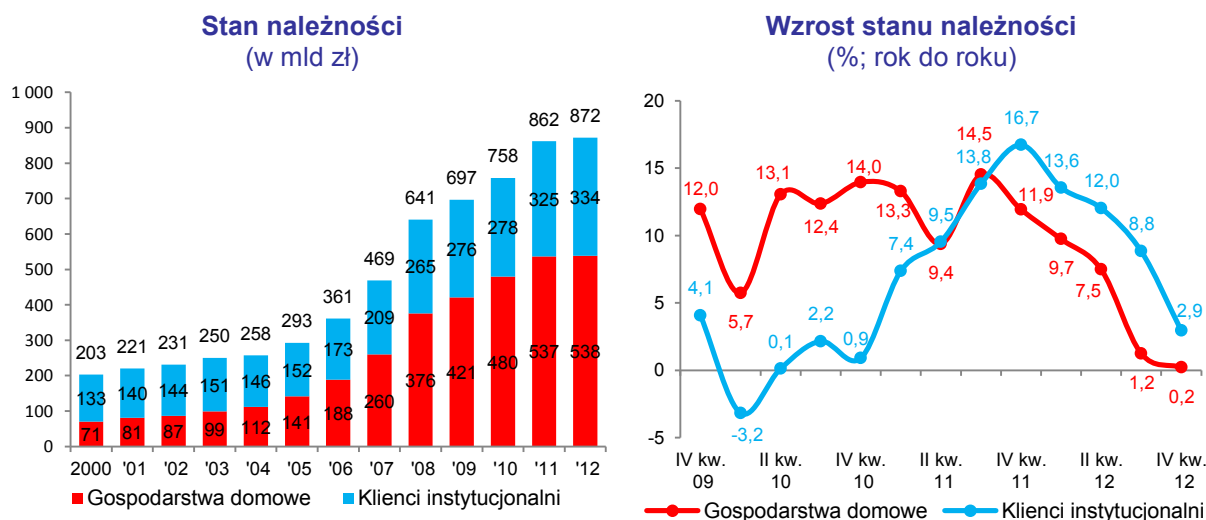 Stan należności
(w mld zł)
1 000
900
800
700
600
500
400
300
200
100
0
203 221 231 250 258 293 361 469 641 697 758 862 872
133 140 144 151 146 152 173 209 265 276 278 325 334
71 81 87 99 112 141 188 260 376 421 480 537 538
2000 '01 '02 '03 '04 '05 '06 '07 '08 '09 '10 '11 '12
Gospodarstwa domowe Klienci instytucjonalni
Wzrost stanu należności
(%; rok do roku)
20
15
10
5
0
-5
12,0 5,7 13,1 12,4 14,0 13,3 9,4 14,5 11,9 9,7 7,5 1,2 0,2
4,1 -3,2 0,1 2,2 0,9 7,4 9,5 13,8 16,7 13,6 12,0 8,8 2,9
IV kw. II kw. IV kw. II kw. IV kw. II kw. IV kw.
09 10 10 11 11 12 12
Gospodarstwa domowe Klienci instytucjonalni